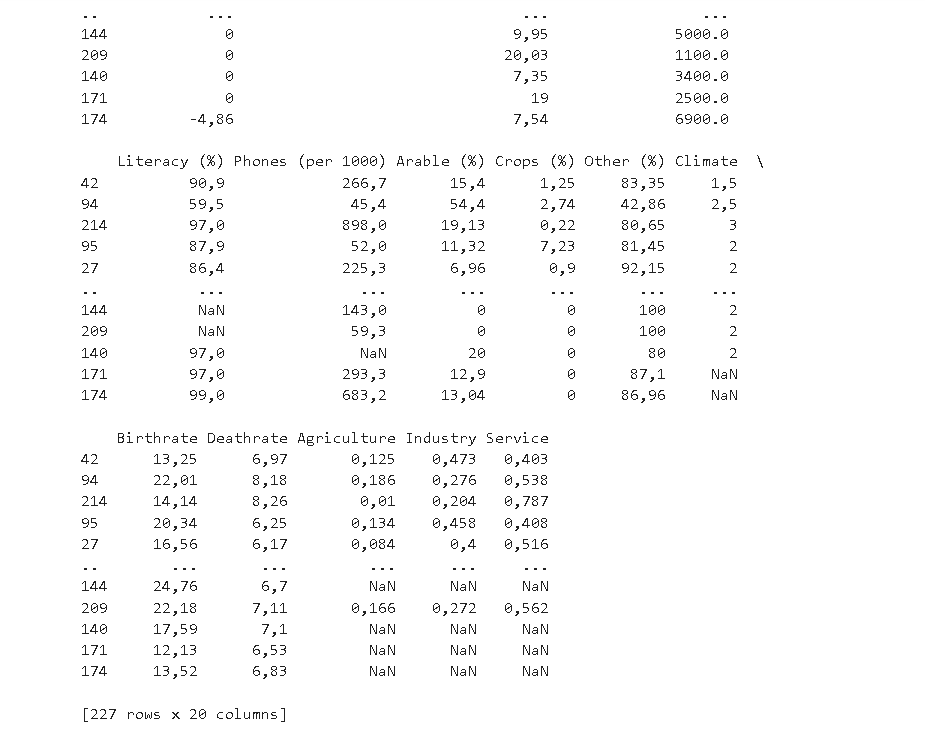 ..                ...                                ...                ...
144                 0                               9,95             5000.0
209                 0                              20,03             1100.0
140                 0                               7,35             3400.0
171                 0                                 19             2500.0
174             -4,86                               7,54             6900.0
    Literacy (%) Phones (per 1000) Arable (%) Crops (%) Other (%) Climate  \
42          90,9             266,7       15,4      1,25     83,35     1,5
94          59,5              45,4       54,4      2,74     42,86     2,5
214         97,0             898,0      19,13      0,22     80,65       3
95          87,9              52,0      11,32      7,23     81,45       2
27          86,4             225,3       6,96       0,9     92,15       2
..           ...               ...        ...       ...       ...     ...
144          NaN             143,0          0         0       100       2
209          NaN              59,3          0         0       100       2
140         97,0               NaN         20         0        80       2
171         97,0             293,3       12,9         0      87,1     NaN
174         99,0             683,2      13,04         0     86,96     NaN
    Birthrate Deathrate Agriculture Industry Service
42      13,25      6,97       0,125    0,473   0,403
94      22,01      8,18       0,186    0,276   0,538
214     14,14      8,26        0,01    0,204   0,787
95      20,34      6,25       0,134    0,458   0,408
27      16,56      6,17       0,084      0,4   0,516
..        ...       ...         ...      ...     ...
144     24,76       6,7         NaN      NaN     NaN
209     22,18      7,11       0,166    0,272   0,562
140     17,59       7,1         NaN      NaN     NaN
171     12,13      6,53         NaN      NaN     NaN
174     13,52      6,83         NaN      NaN     NaN
[227 rows x 20 columns]